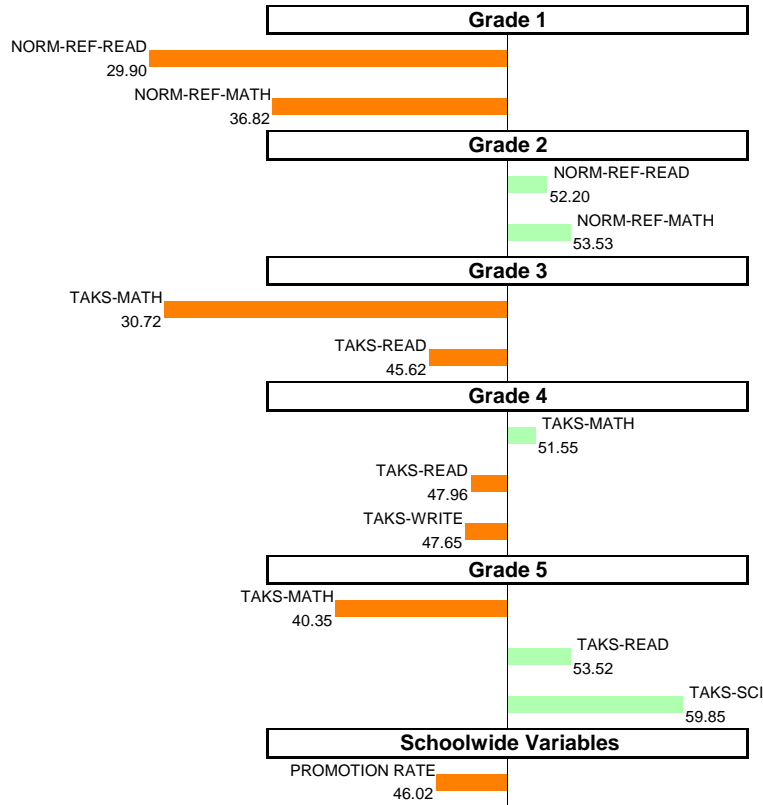 Grade 1
NORM-REF-READ
29.90
NORM-REF-MATH
36.82
Grade 2
NORM-REF-READ
52.20
NORM-REF-MATH
53.53
Grade 3
TAKS-MATH
30.72
TAKS-READ
45.62
Grade 4
TAKS-MATH
51.55
TAKS-READ
47.96
TAKS-WRITE
47.65
Grade 5
TAKS-MATH
40.35
TAKS-READ
53.52
TAKS-SCI
59.85
Schoolwide Variables
PROMOTION RATE
46.02